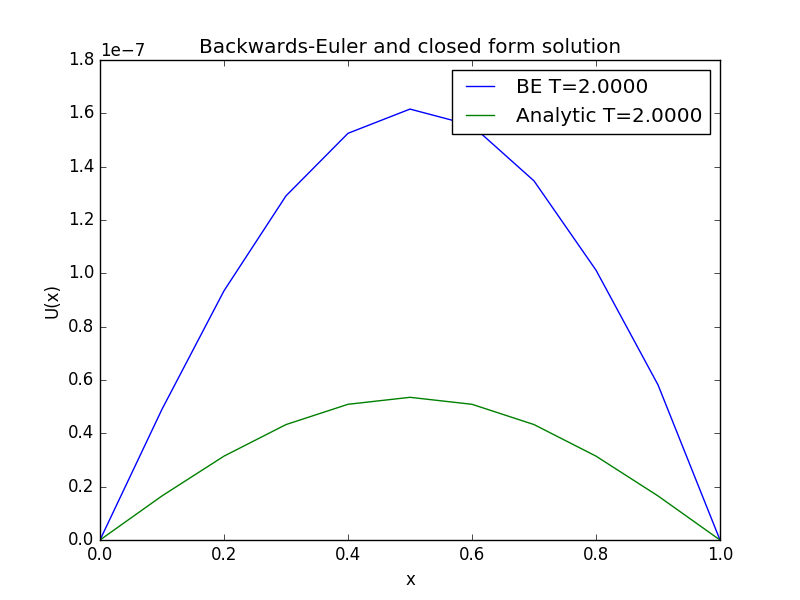 Backwards-Euler and closed form solution
1e−7
1.8
1.6
1.4
1.2
1.0
0.8
0.6
0.4
0.2
0.0
U(x)
BE T=2.0000
Analytic T=2.0000
0.0 0.2 0.4 0.6 0.8 1.0
x